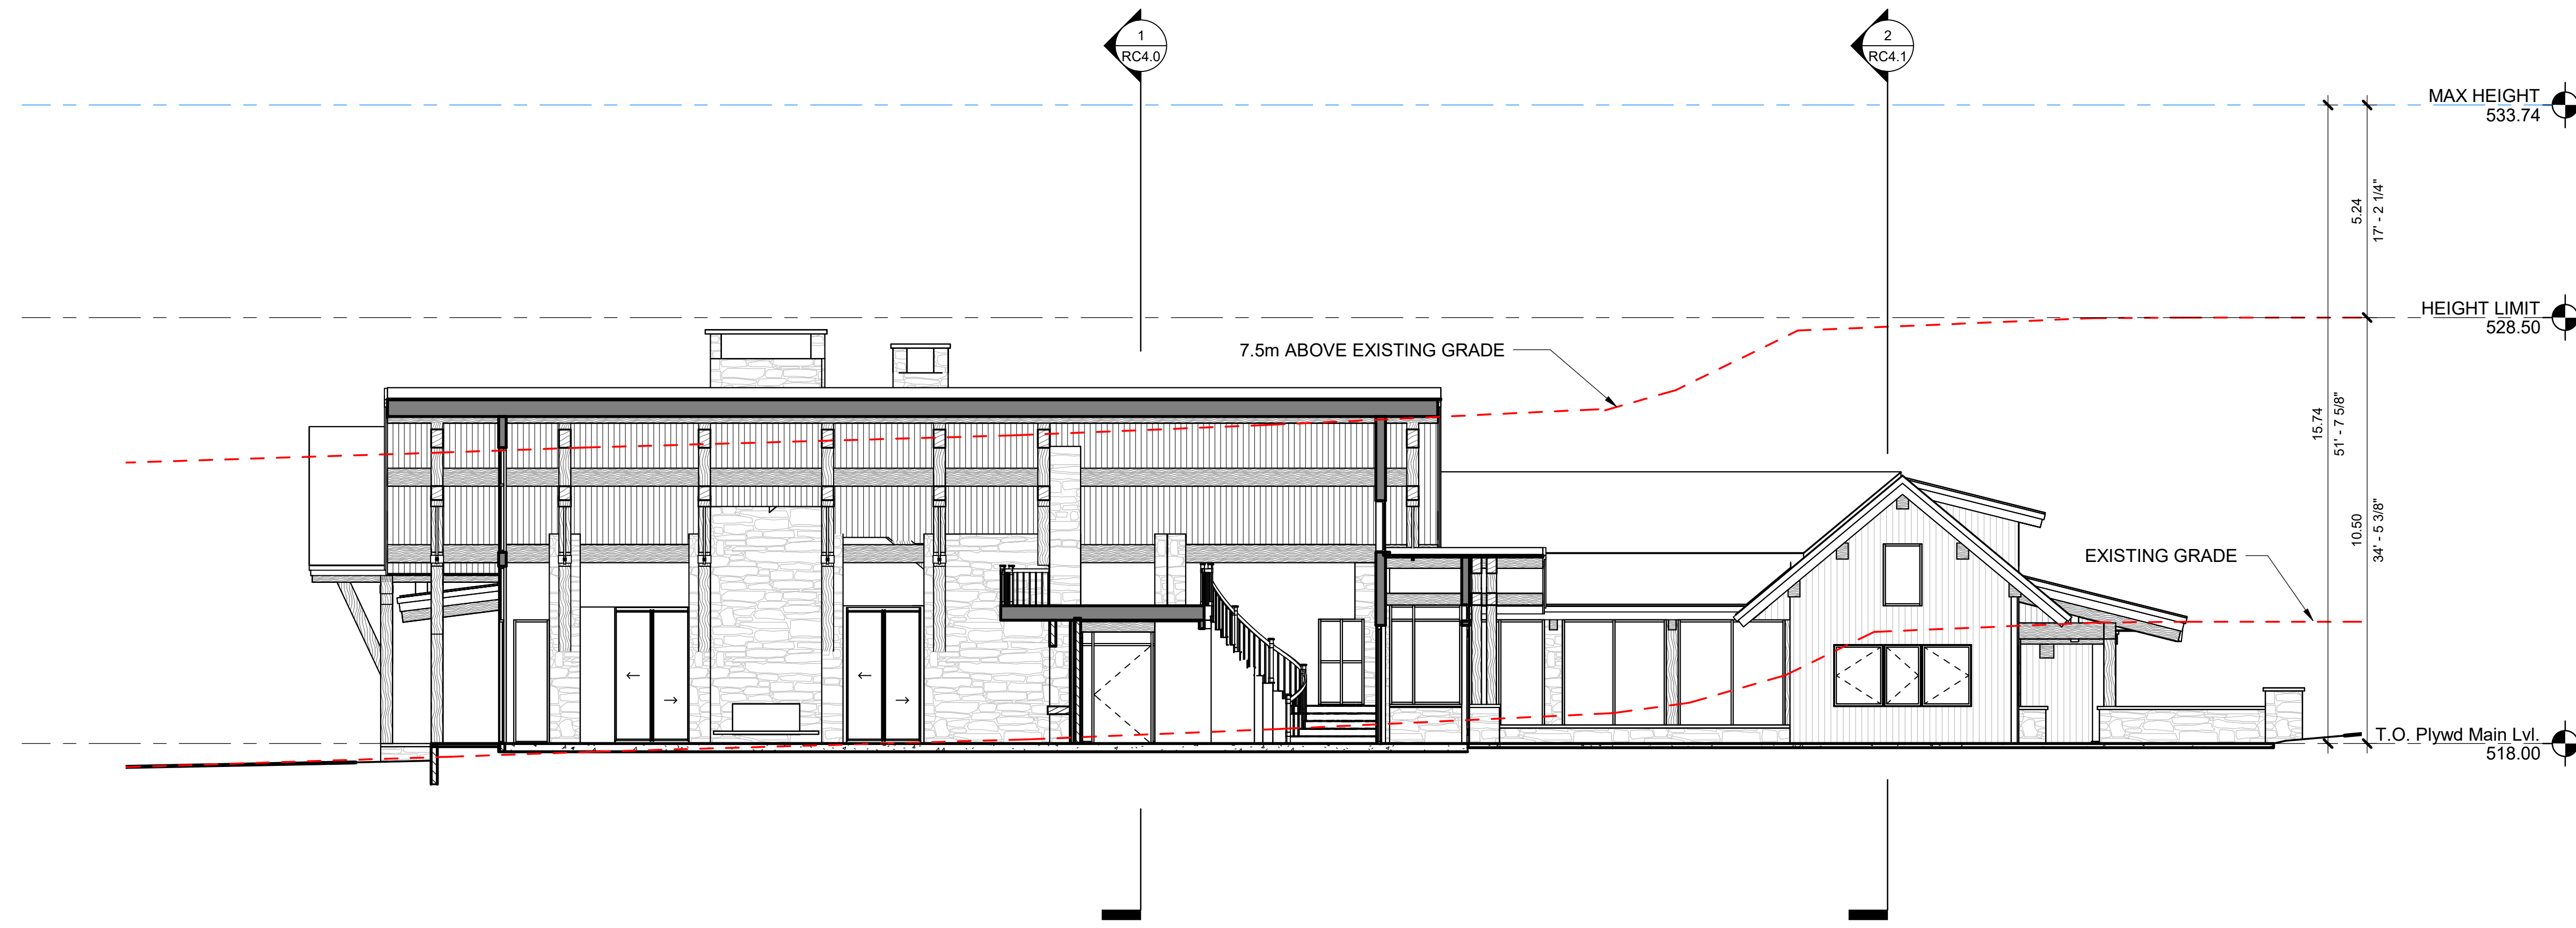 1
RC4.0
2
RC4.1
MAX HEIGHT
533.74
5.24
17' - 2 1/4"
HEIGHT LIMIT
528.50
7.5m ABOVE EXISTING GRADE
15.74
51' - 7 5/8"
10.50
34' - 5 3/8"
EXISTING GRADE
T.O. Plywd Main Lvl.
518.00